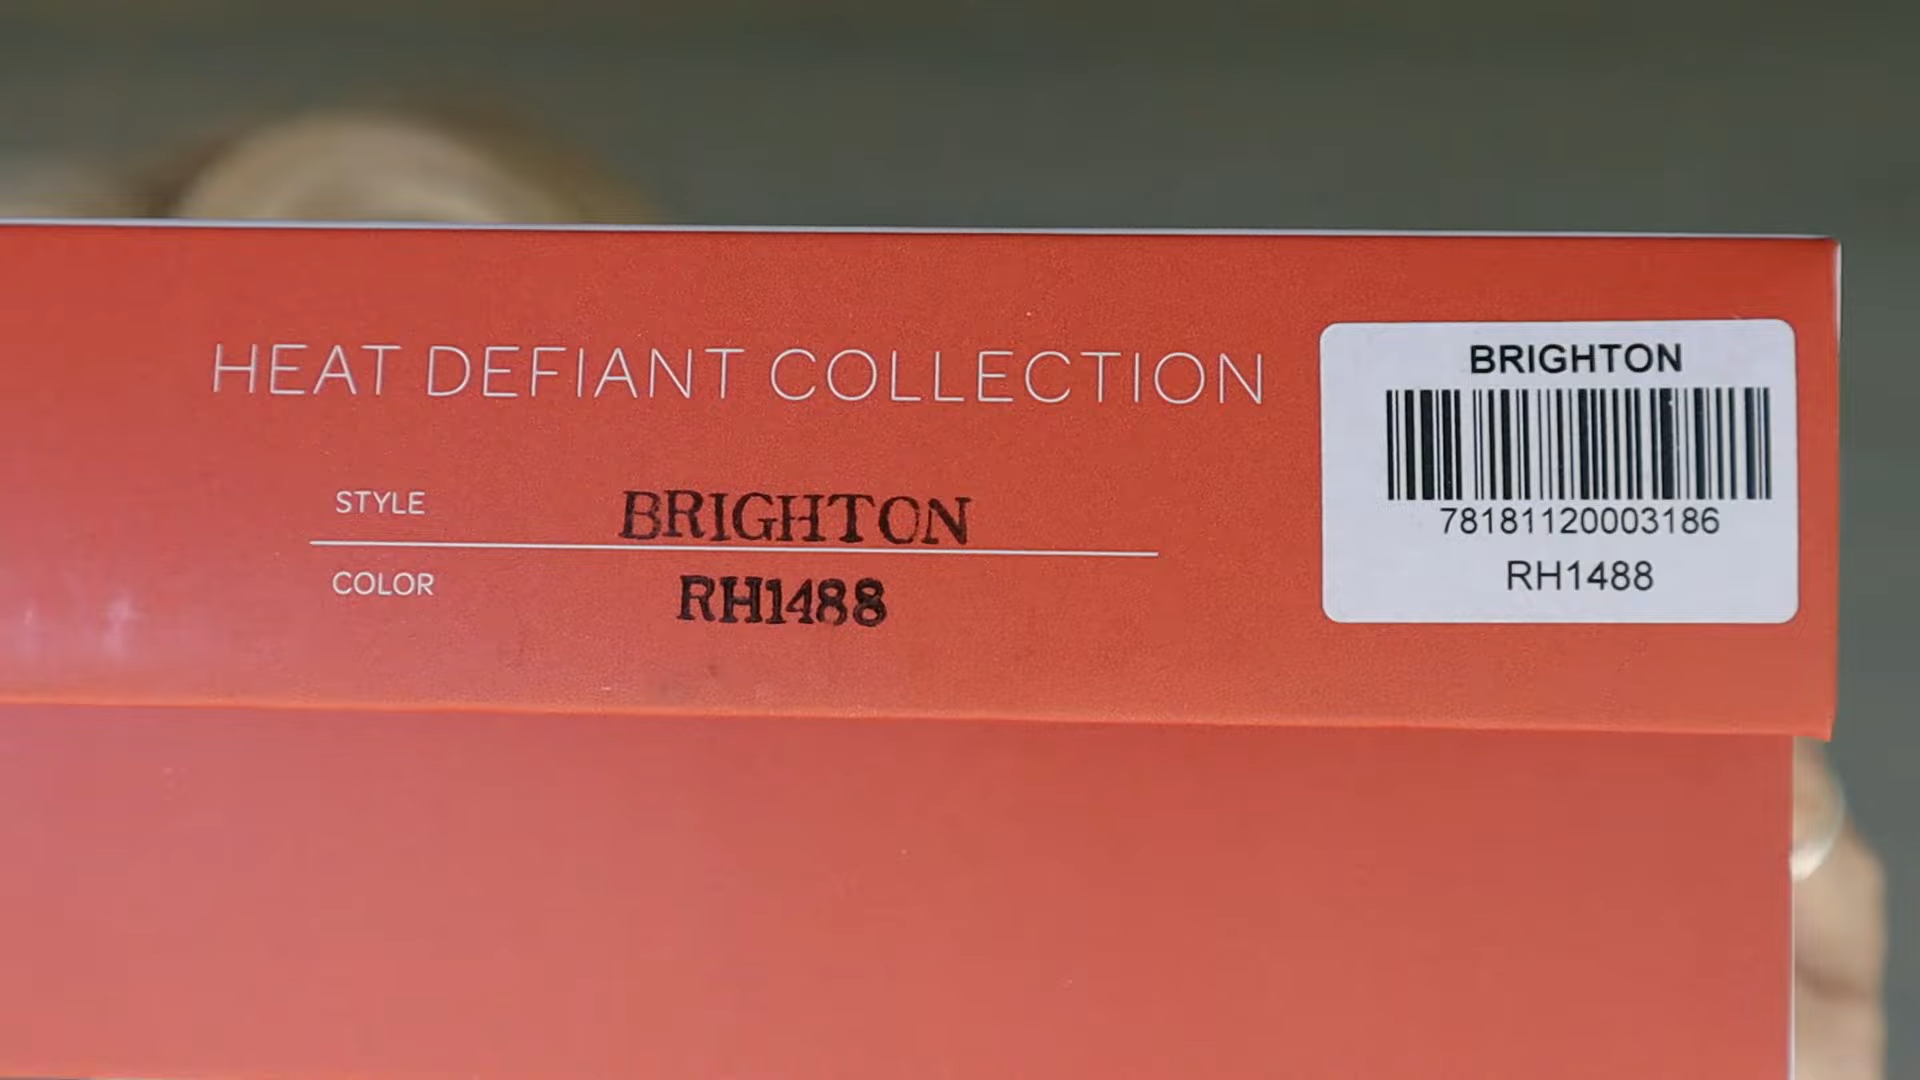 HEAT DEFIANT COLLECTION
STYLE BRIGHTON
COLOR RH1488
BRIGHTON
78181120003186
RH1488